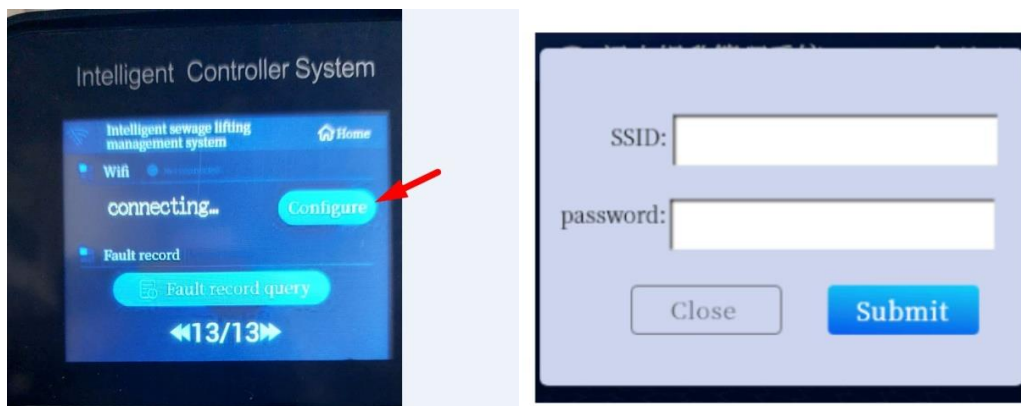 Intelligent Controller System
Intelligent sewage lifting
management system
Home
Wifi
connecting...
Configure
Fault record
Fault record query
13/13
SSID:
password:
Close
Submit